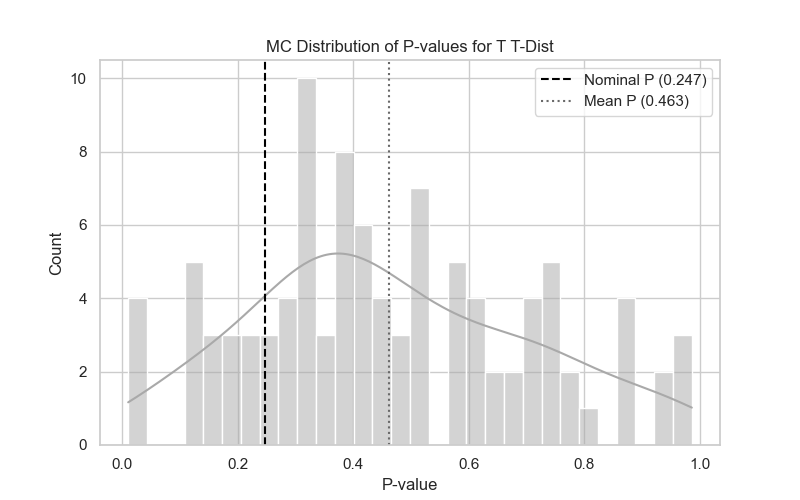 MC Distribution of P-values for T T-Dist
Nominal P (0.247)
Mean P (0.463)
Count
10
8
6
4
2
0
0.0 0.2 0.4 0.6 0.8 1.0
P-value